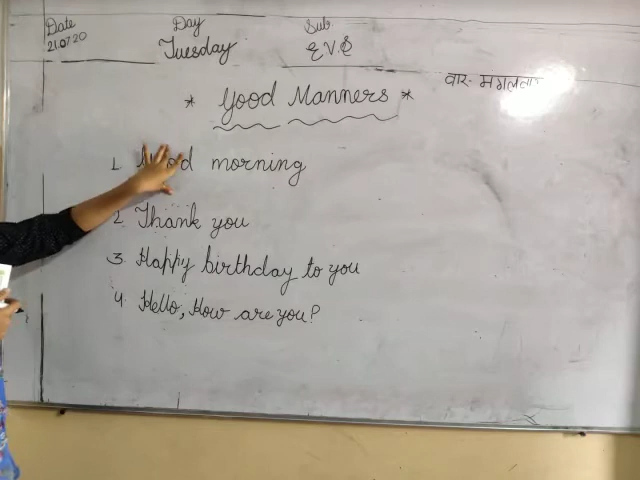 Date Day Sub
21.07.20 Tuesday E.V.S
वार- मंगलवार
* Good Manners *
1. Good morning
2. Thank you
3. Happy birthday to you
4. Hello, How are you?